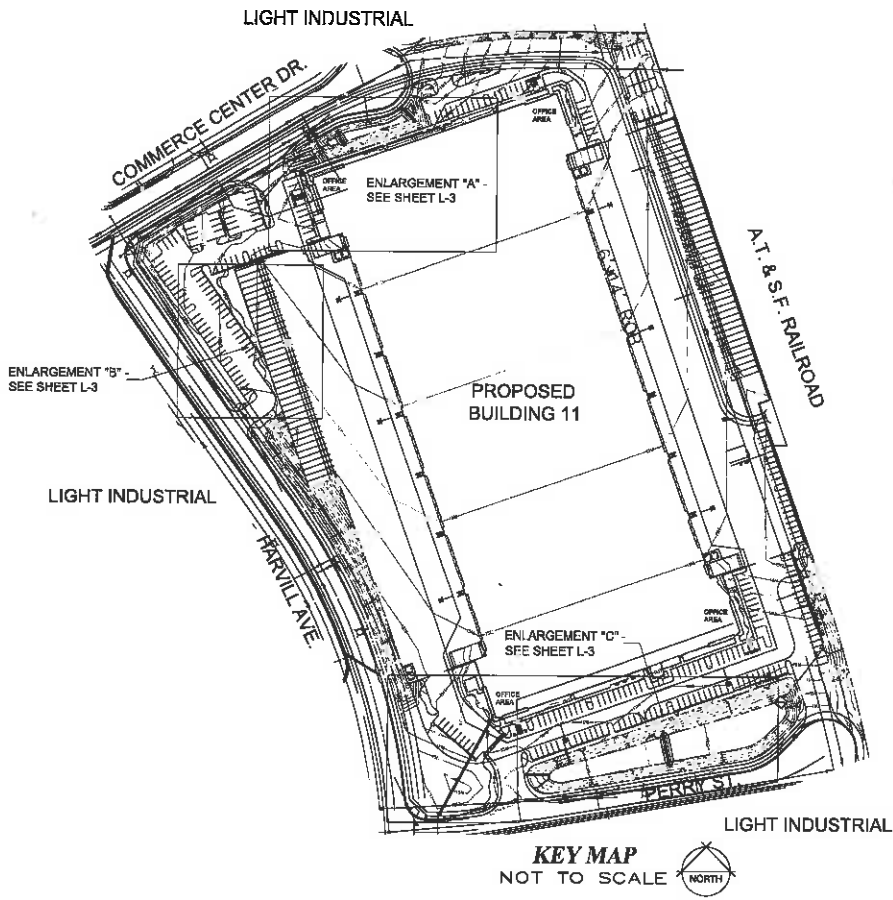 LIGHT INDUSTRIAL
COMMERCE CENTER DR.
OFFICE
AREA
OFFICE
AREA
ENLARGEMENT "A" -
SEE SHEET L-3
A.T. & S.F. RAILROAD
ENLARGEMENT "B" -
SEE SHEET L-3
PROPOSED
BUILDING 11
LIGHT INDUSTRIAL
HARVILL AVE.
OFFICE
AREA
ENLARGEMENT "C" -
SEE SHEET L-3
OFFICE
AREA
PERRY ST.
LIGHT INDUSTRIAL
KEY MAP
NOT TO SCALE
NORTH